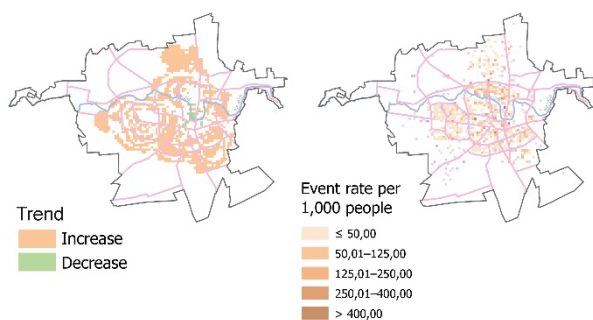 Trend
Increase
Decrease
Event rate per
1,000 people
≤ 50,00
50,01–125,00
125,01–250,00
250,01–400,00
> 400,00